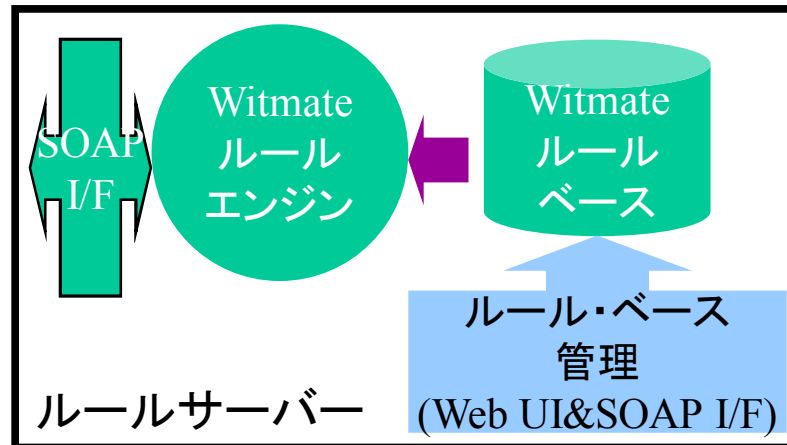 SOAP
I/F
Witmate
ルール
エンジン
Witmate
ルール
ベース
ルール・ベース
管理
(Web UI&SOAP I/F)
ルールサーバー